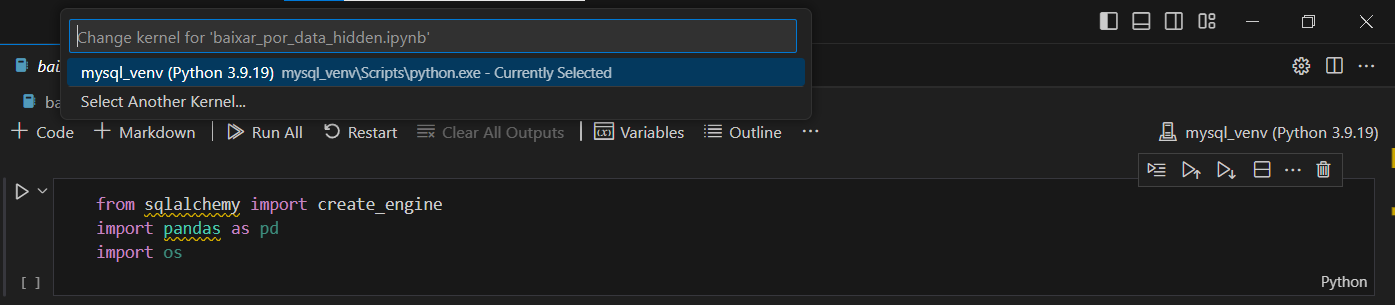 Change kernel for 'baixar_por_data_hidden.ipynb'
mysql_venv (Python 3.9.19) mysql_venv\Scripts\python.exe - Currently Selected
Select Another Kernel...
bai
ba
+ Code + Markdown Run All Restart Clear All Outputs Variables Outline ...
mysql_venv (Python 3.9.19)
from sqlalchemy import create_engine
import pandas as pd
import os
[ ]
Python